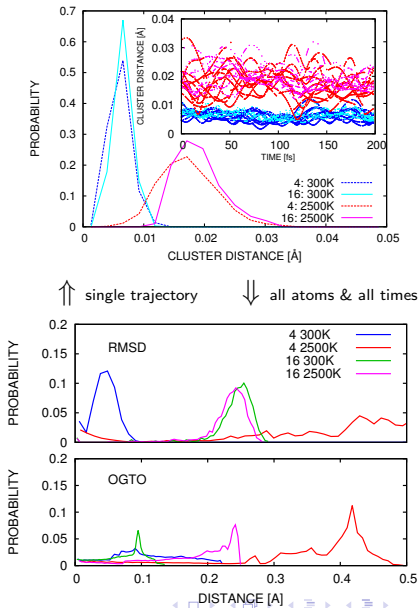 0.7
0.6
0.5
0.4
0.3
0.2
0.1
0
PROBABILITY
0 0.01 0.02 0.03 0.04 0.05
CLUSTER DISTANCE [Å]
0.04
0.03
0.02
0.01
0
CLUSTER DISTANCE [Å]
0 50 100 150 200
TIME [fs]
4: 300K
16: 300K
4: 2500K
16: 2500K
⇑ single trajectory ⇓ all atoms & all times
0.2
0.15
0.1
0.05
0
PROBABILITY
RMSD
4 300K
4 2500K
16 300K
16 2500K
0.2
0.15
0.1
0.05
0
PROBABILITY
OGTO
0 0.1 0.2 0.3 0.4 0.5
DISTANCE [A]